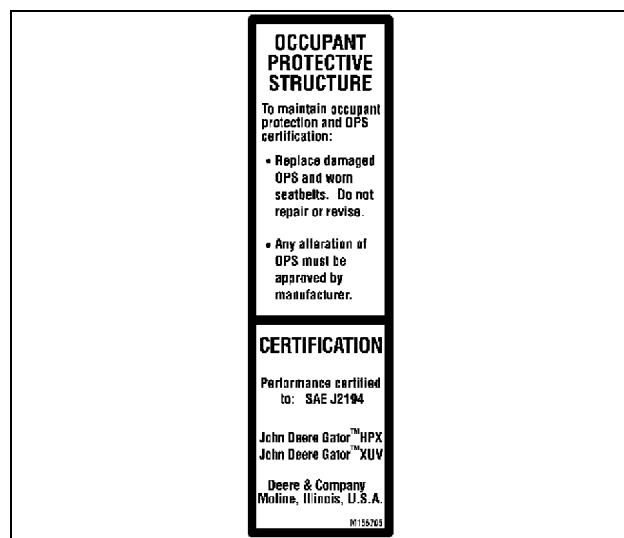 OCCUPANT
PROTECTIVE
STRUCTURE
To maintain occupant
protection and OPS
certification:
• Replace damaged
OPS and worn
seatbelts. Do not
repair or revise.
• Any alteration of
OPS must be
approved by
manufacturer.
CERTIFICATION
Performance certified
to: SAE J2194
John Deere Gator™HPX
John Deere Gator™XUV
Deere & Company
Moline, Illinois, U.S.A.